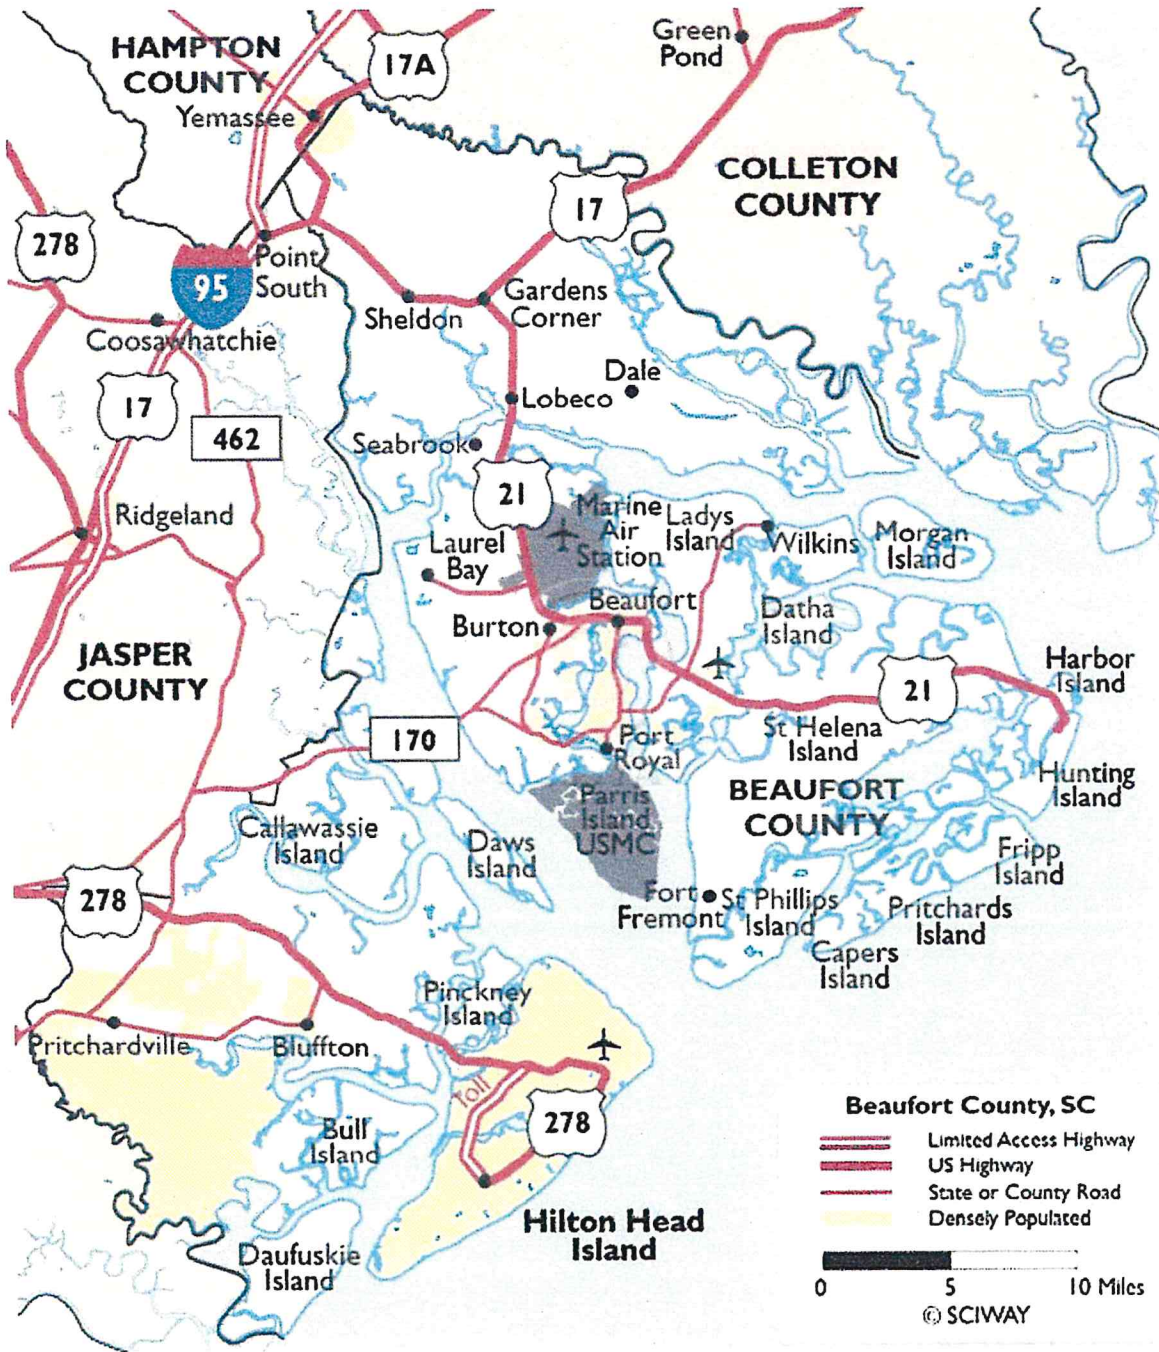 HAMPTON
COUNTY
17A
Green
Pond
Yemassee
COLLETON
COUNTY
17
278
Point
South
95
Sheldon
Gardens
Corner
Coosawhatchie
Dale
17
Lobeco
462
Seabrook
21
Ridgeland
Marine
Air
Station
Ladys
Island
Wilkins
Morgan
Island
Laurel
Bay
Beaufort
Datha
Island
Burton
JASPER
COUNTY
21
Harbor
Island
170
Port
Royal
St Helena
Island
Hunting
Island
BEAUFORT
COUNTY
Parris
Island
USMC
Callawassie
Island
Daws
Island
Fripp
Island
278
Fort
Fremont
St Phillips
Island
Pritchards
Island
Capers
Island
Pinckney
Island
Pritchardville
Bluffton
Toll
278
Bull
Island
Hilton Head
Island
Daufuskie
Island
Beaufort County, SC
Limited Access Highway
US Highway
State or County Road
Densely Populated
0 5 10 Miles
© SCIWAY